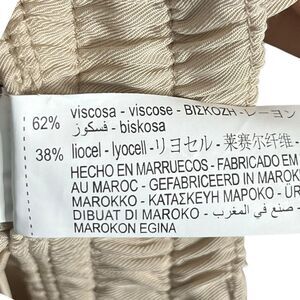 62% viscosa - viscose - ΒΙΣΚΟΖΗ - レーヨン
فسكوز - biskosa
38% liocel - lyocell - リヨセル - 莱赛尔纤维 -
HECHO EN MARRUECOS - FABRICADO EM
AU MAROC - GEFABRICEERD IN MAROK
MAROKKO - ΚΑΤΑΣΚΕΥΗ ΜΑΡΟΚΟ - ÜR
DIBUAT DI MAROKO - صنع في المغرب -
MAROKON EGINA